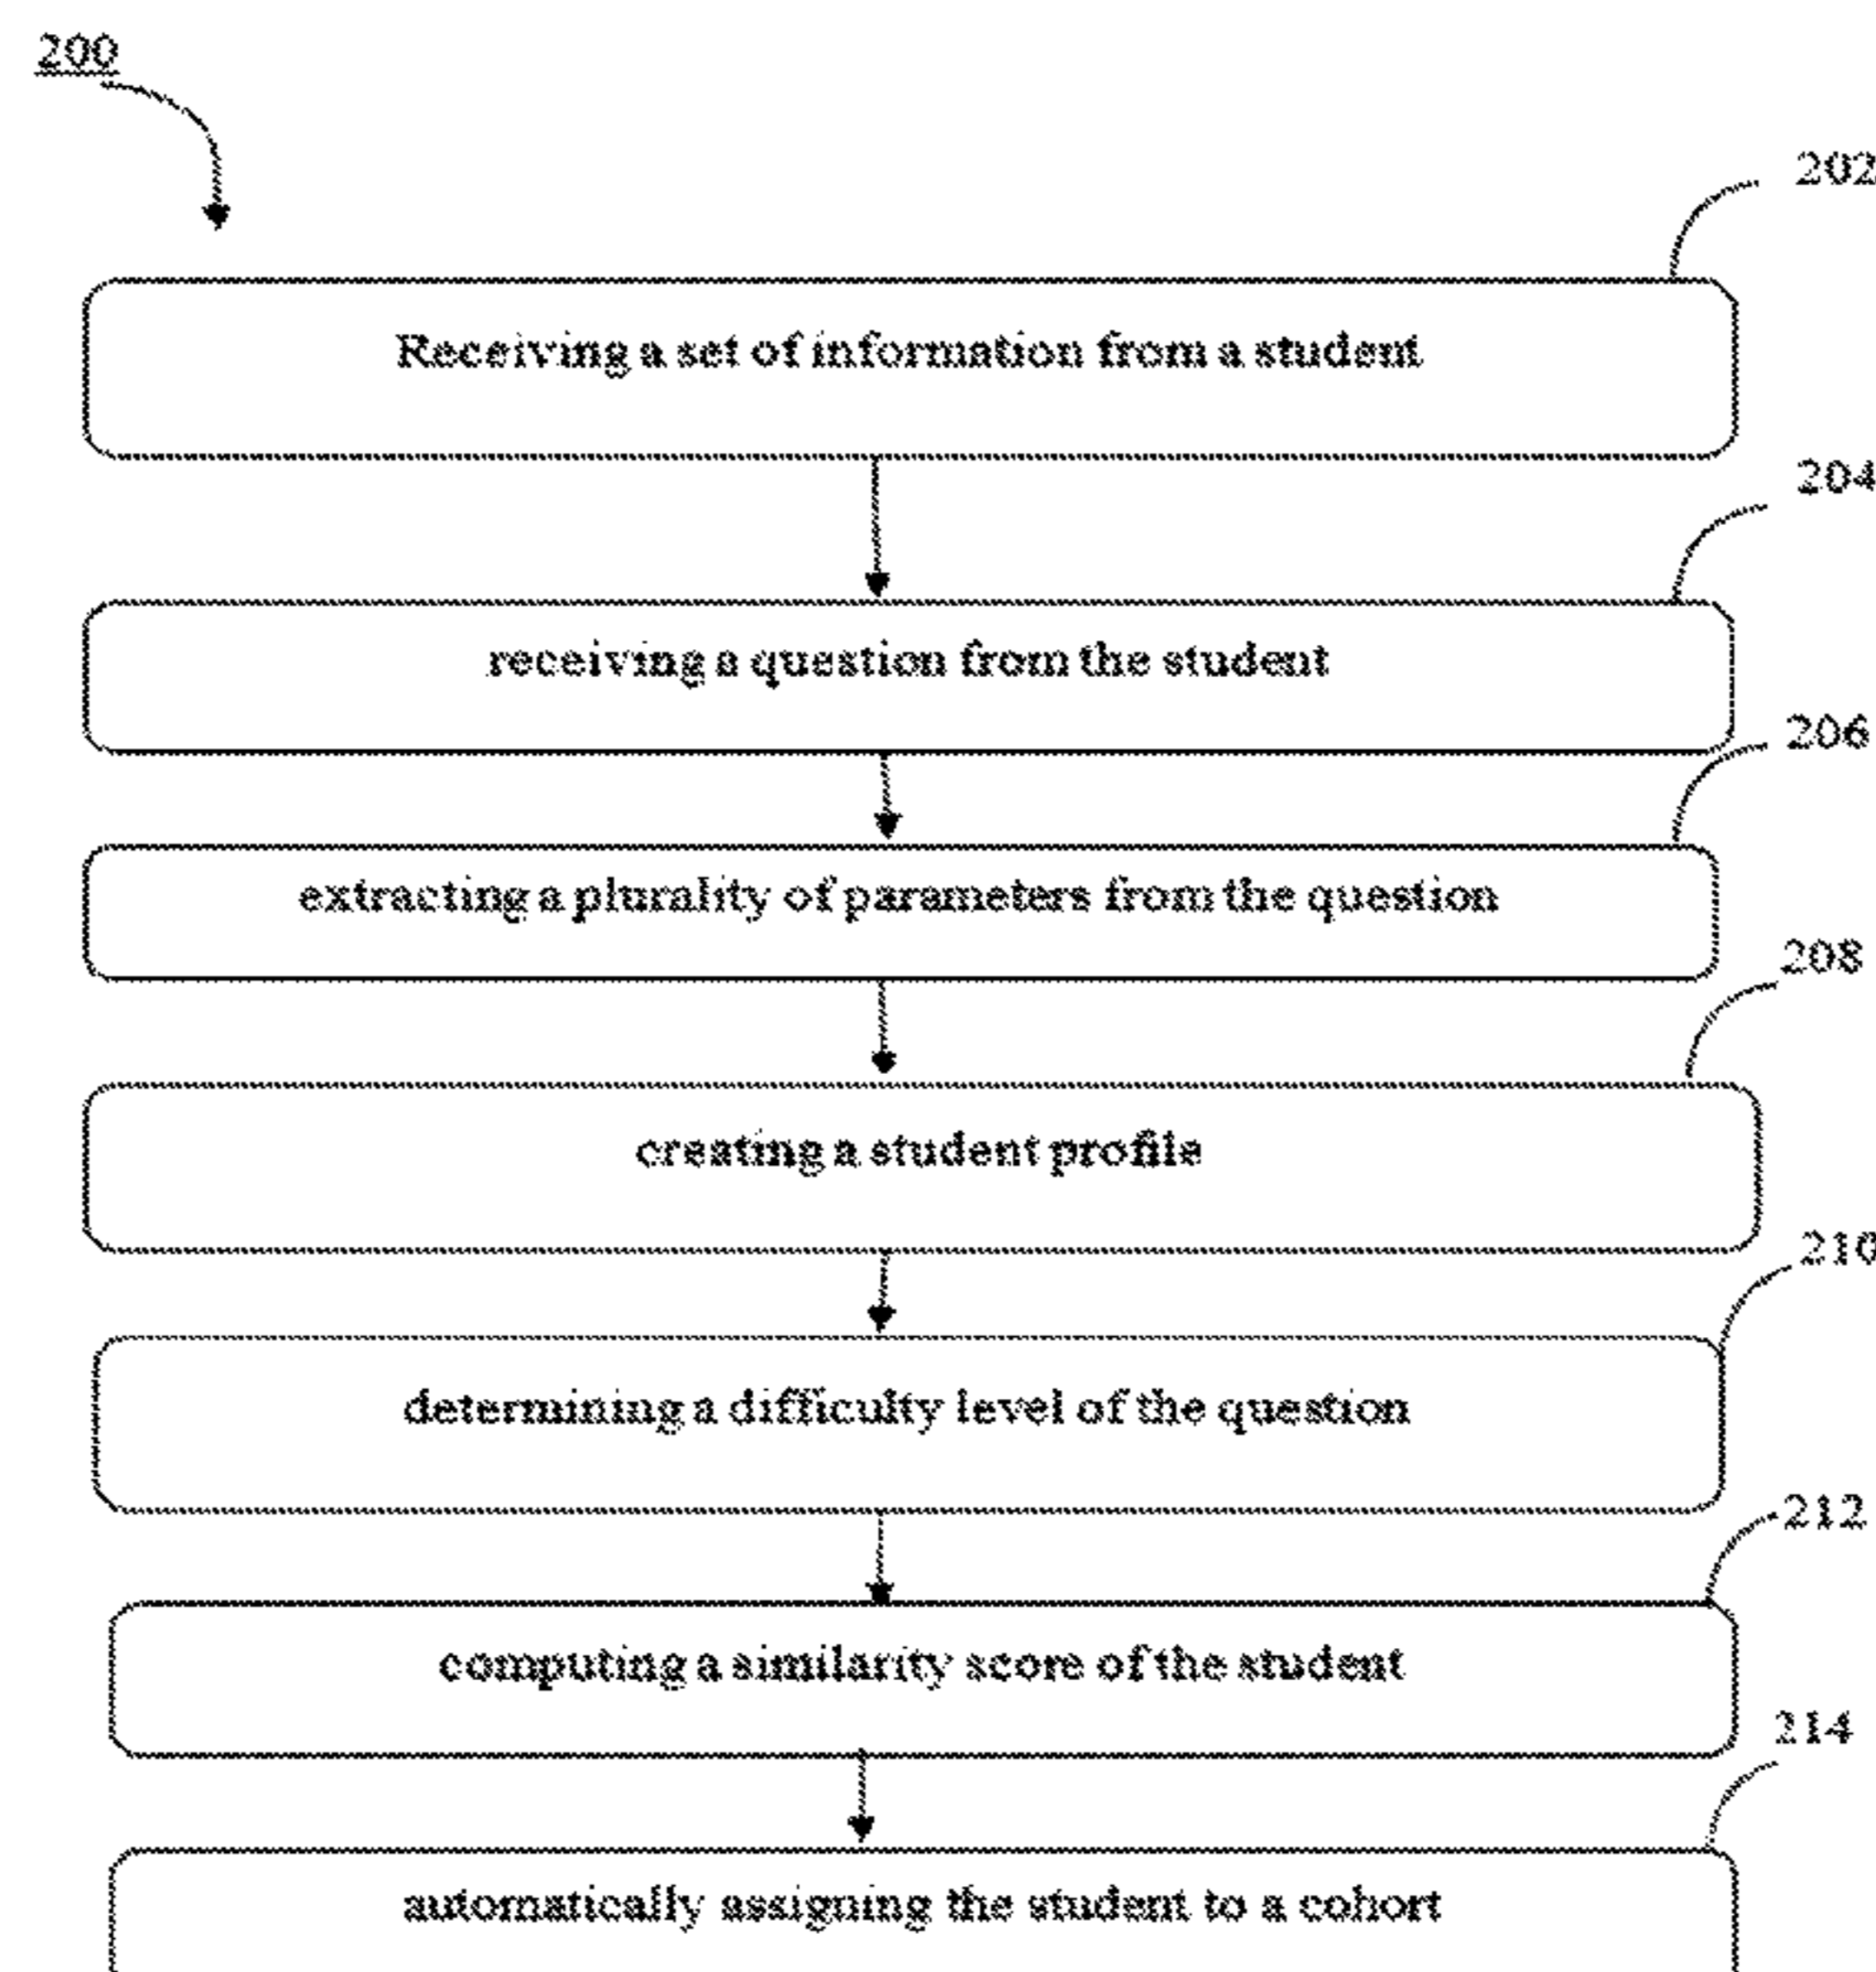 200
202
Receiving a set of information from a student
204
receiving a question from the student
206
extracting a plurality of parameters from the question
208
creating a student profile
210
determining a difficulty level of the question
212
computing a similarity score of the student
214
automatically assigning the student to a cohort